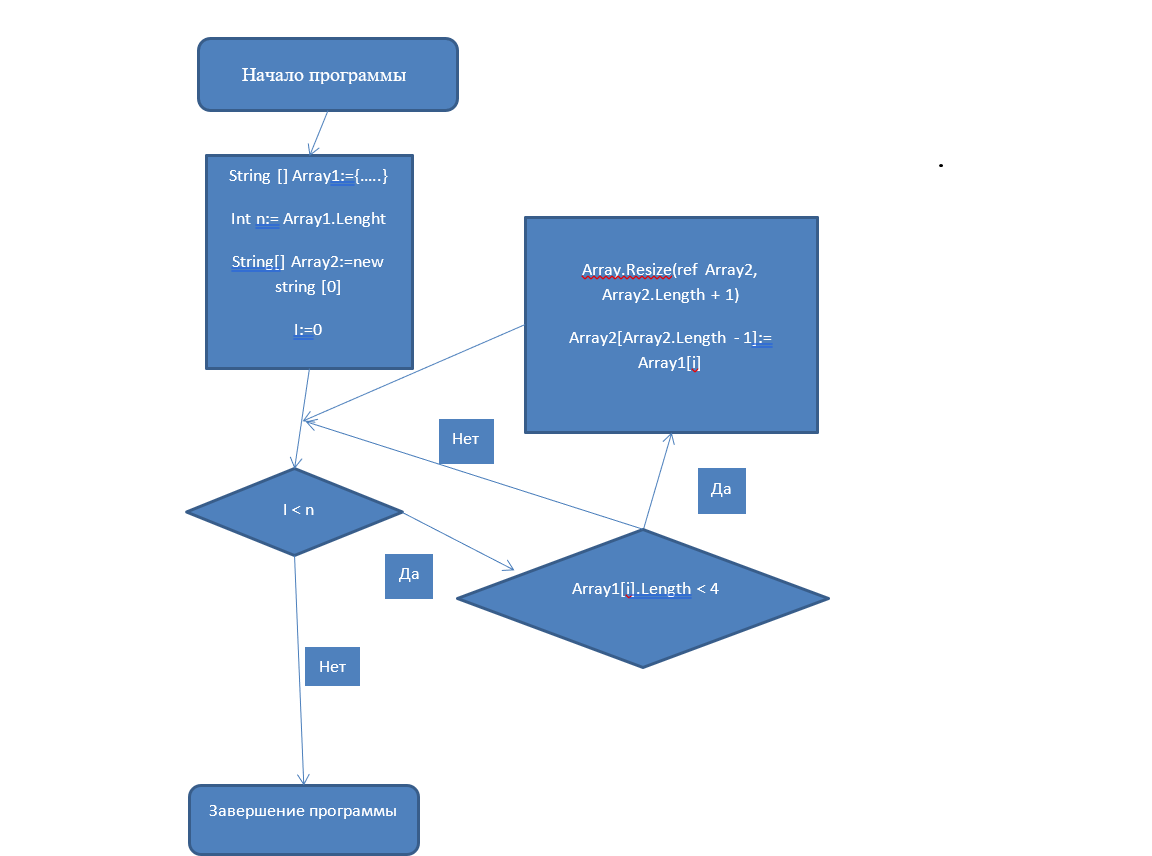 Начало программы
String [] Array1:={.....}
Int n:= Array1.Lenght
String[] Array2:=new
string [0]
I:=0
Array.Resize(ref Array2,
Array2.Length + 1)
Array2[Array2.Length - 1]:=
Array1[i]
Нет
Да
I < n
Да
Array1[i].Length < 4
Нет
Завершение программы